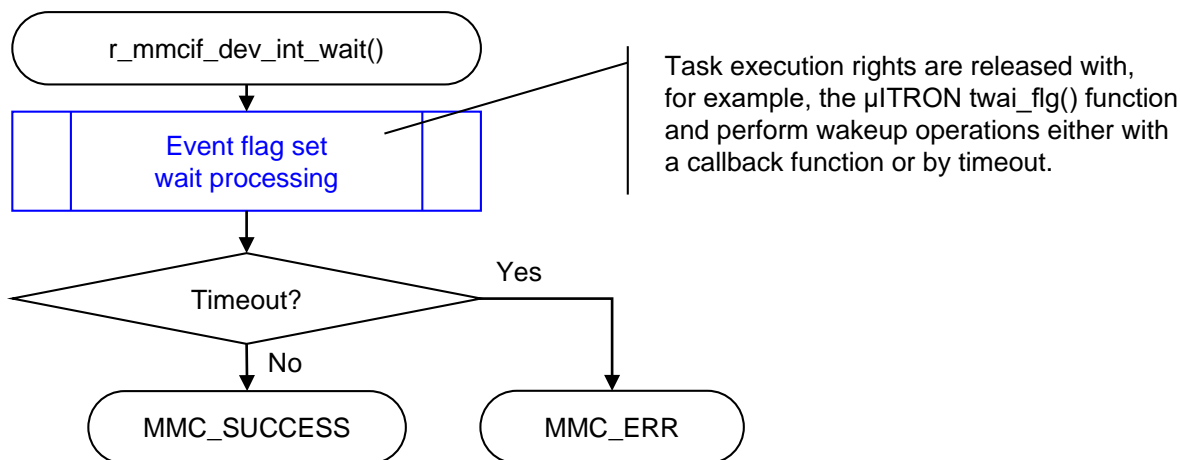 r_mmcif_dev_int_wait()
Task execution rights are released with,
for example, the µITRON twai_flg() function
and perform wakeup operations either with
a callback function or by timeout.
Event flag set
wait processing
Timeout?
Yes
No
MMC_SUCCESS
MMC_ERR